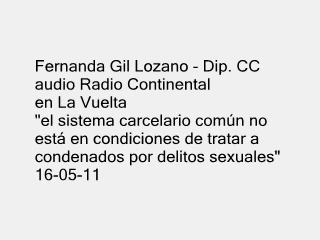 Fernanda Gil Lozano - Dip. CC
audio Radio Continental
en La Vuelta
"el sistema carcelario común no
está en condiciones de tratar a
condenados por delitos sexuales"
16-05-11